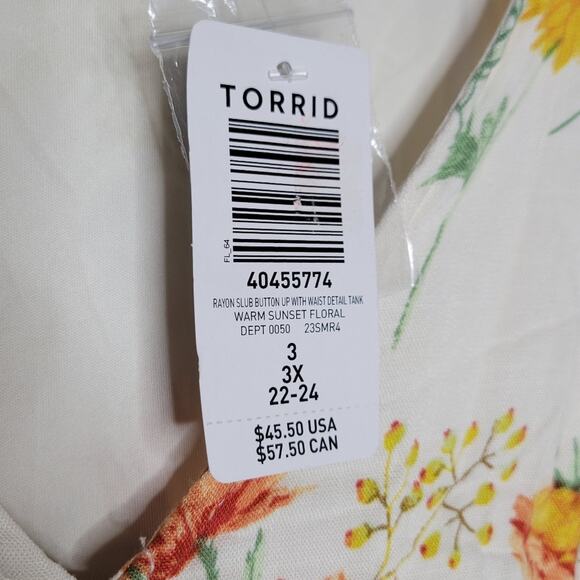 TORRID
FL_64
40455774
RAYON SLUB BUTTON UP WITH WAIST DETAIL TANK
WARM SUNSET FLORAL
DEPT 0050 23SMR4
3
3X
22-24
$45.50 USA
$57.50 CAN